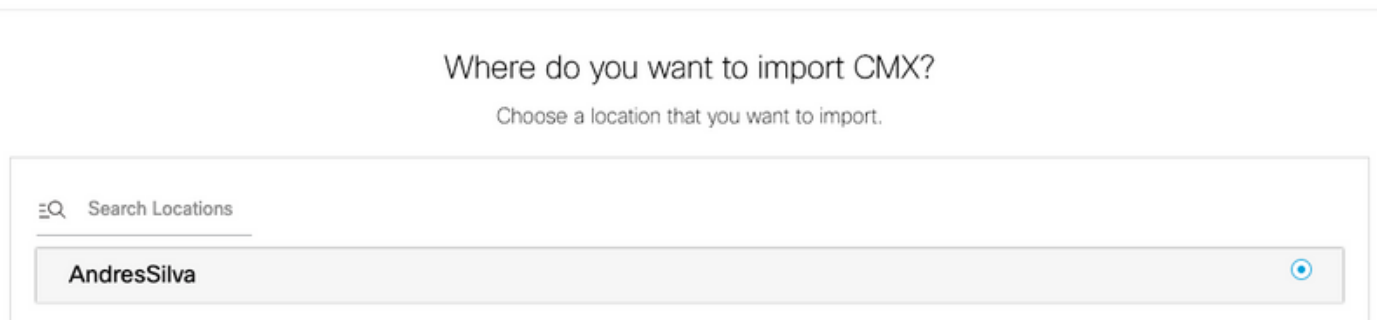 Where do you want to import CMX?
Choose a location that you want to import.
Search Locations
AndresSilva